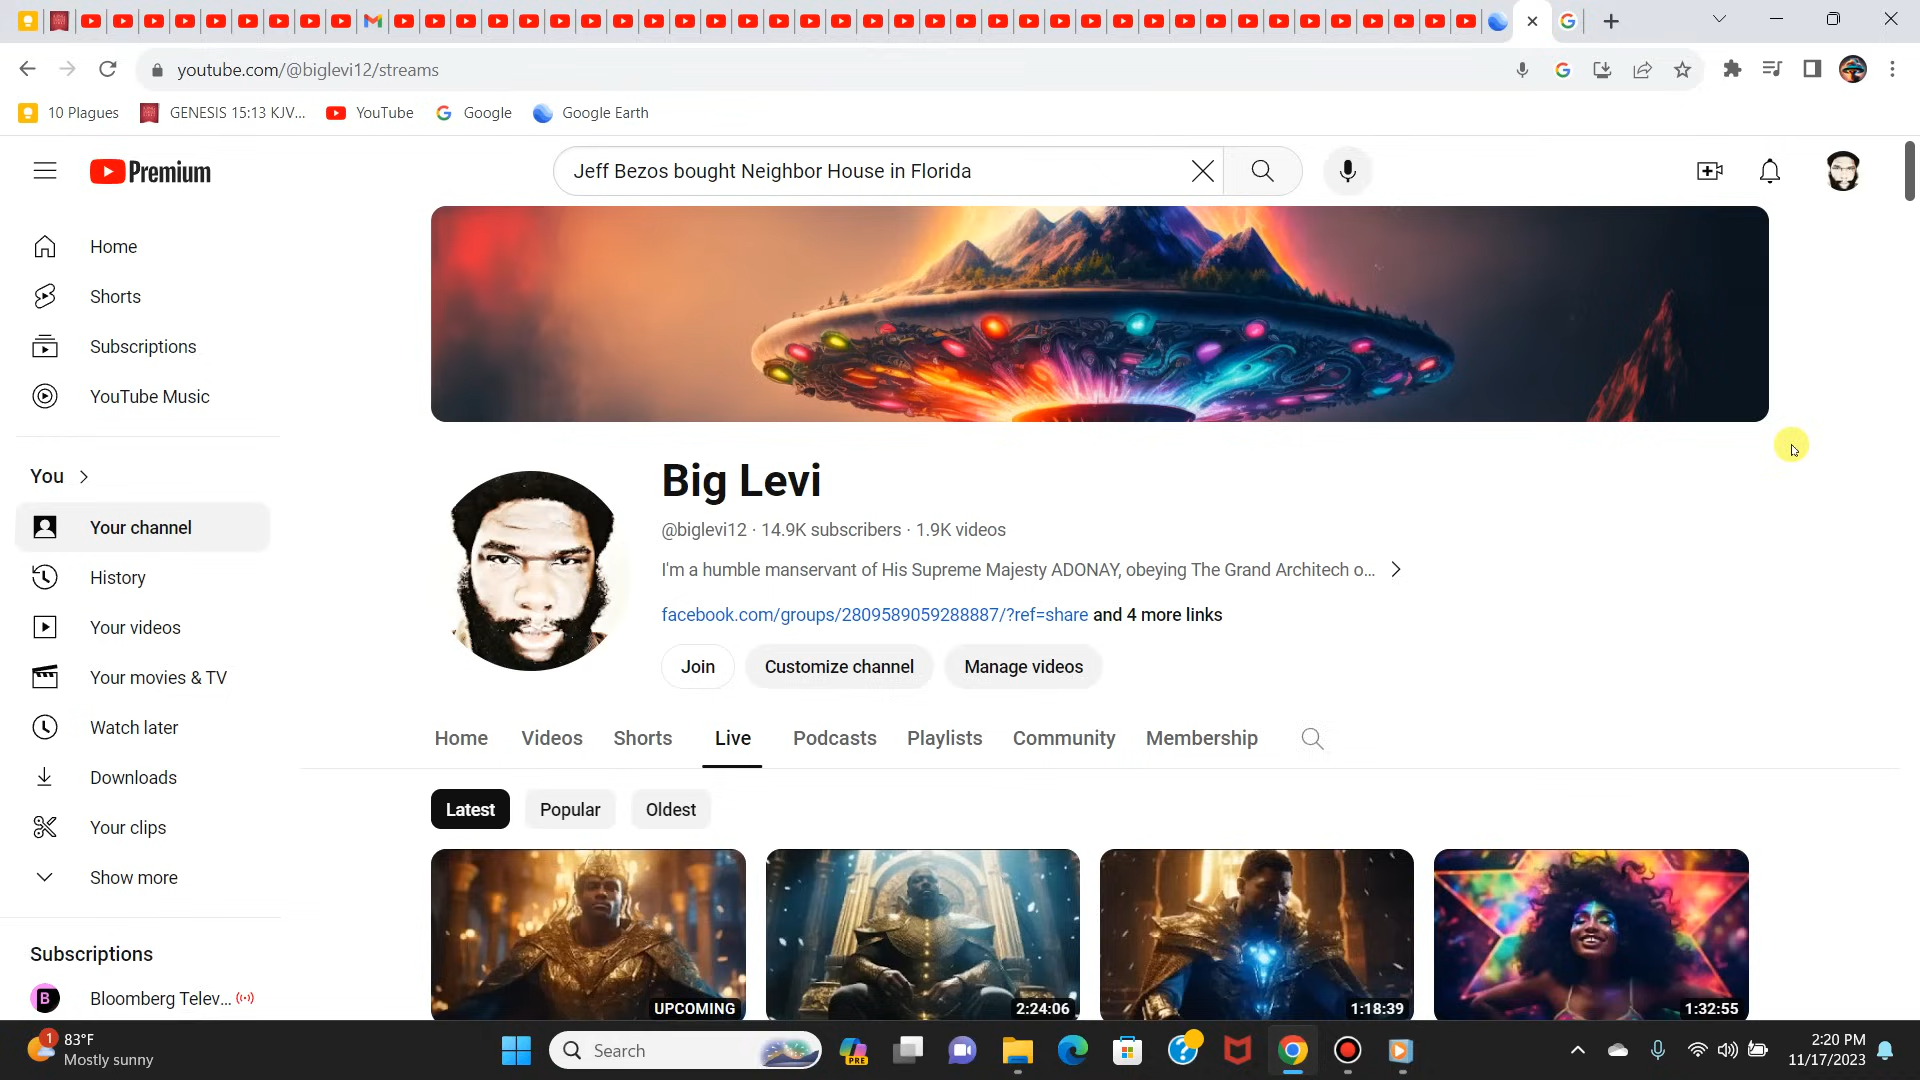 youtube.com/@biglevi12/streams
10 Plagues
GENESIS 15:13 KJV...
YouTube
Google
Google Earth
Premium
Jeff Bezos bought Neighbor House in Florida
Home
Shorts
Subscriptions
YouTube Music
You
Your channel
History
Your videos
Your movies & TV
Watch later
Downloads
Your clips
Show more
Subscriptions
B
Bloomberg Telev...
Big Levi
@biglevi12 · 14.9K subscribers · 1.9K videos
I'm a humble manservant of His Supreme Majesty ADONAY, obeying The Grand Architech o...
facebook.com/groups/2809589059288887/?ref=share and 4 more links
Join
Customize channel
Manage videos
Home
Videos
Shorts
Live
Podcasts
Playlists
Community
Membership
Latest
Popular
Oldest
UPCOMING
2:24:06
1:18:39
1:32:55
1
83°F
Mostly sunny
Search
PRE
2:20 PM
11/17/2023